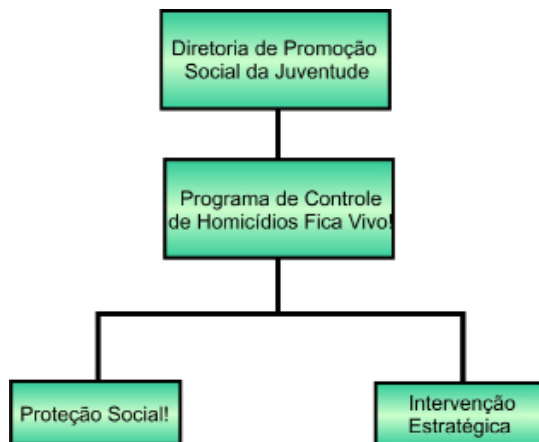 Diretoria de Promoção
Social da Juventude
Programa de Controle
de Homicídios Fica Vivo!
Proteção Social!
Intervenção
Estratégica